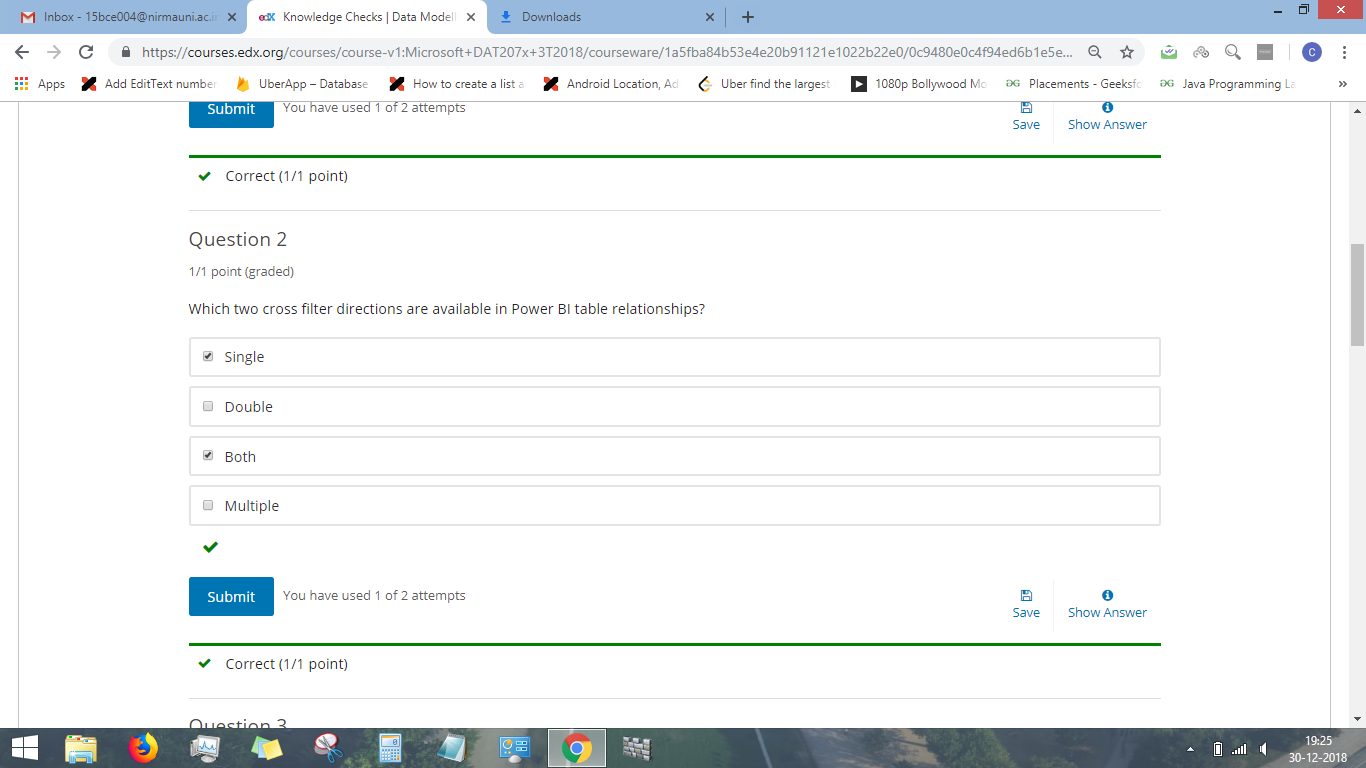 Inbox - 15bce004@nirmauni.ac.i
edX Knowledge Checks | Data Modell
Downloads
https://courses.edx.org/courses/course-v1:Microsoft+DAT207x+3T2018/courseware/1a5fba84b53e4e20b91121e1022b22e0/0c9480e0c4f94ed6b1e5e...
C
Apps
Add EditText number
UberApp – Database
How to create a list a
Android Location, Ad
Uber find the largest
1080p Bollywood Mo
Placements - Geeksfo
Java Programming La
»
Submit
You have used 1 of 2 attempts
Save
Show Answer
Correct (1/1 point)
Question 2
1/1 point (graded)
Which two cross filter directions are available in Power BI table relationships?
Single
Double
Both
Multiple
Submit
You have used 1 of 2 attempts
Save
Show Answer
Correct (1/1 point)
Question 3
19:25
30-12-2018